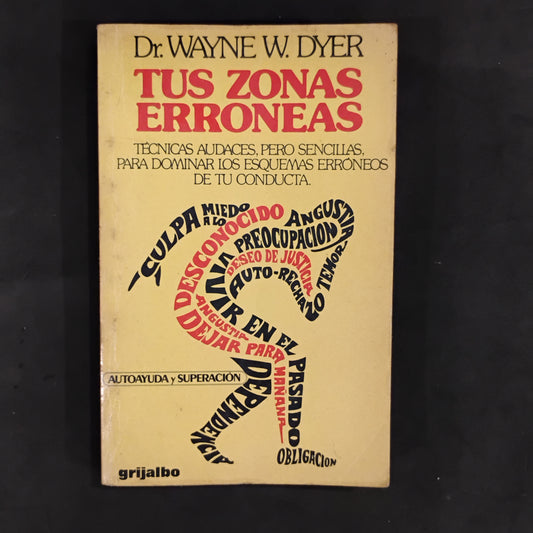 Dr. WAYNE W. DYER
TUS ZONAS
ERRONEAS
TÉCNICAS AUDACES, PERO SENCILLAS,
PARA DOMINAR LOS ESQUEMAS ERRÓNEOS
DE TU CONDUCTA.
CULPA
MIEDO
A LO
DESCONOCIDO
ANGUSTIA
PREOCUPACION
TEMOR
DESEO DE JUSTICIA
AUTO-RECHAZO
VIVIR EN EL PASADO
ANGUSTIA
DEJAR PARA MAÑANA
DEPENDENCIA
OBLIGACION
AUTOAYUDA y SUPERACIÓN
grijalbo